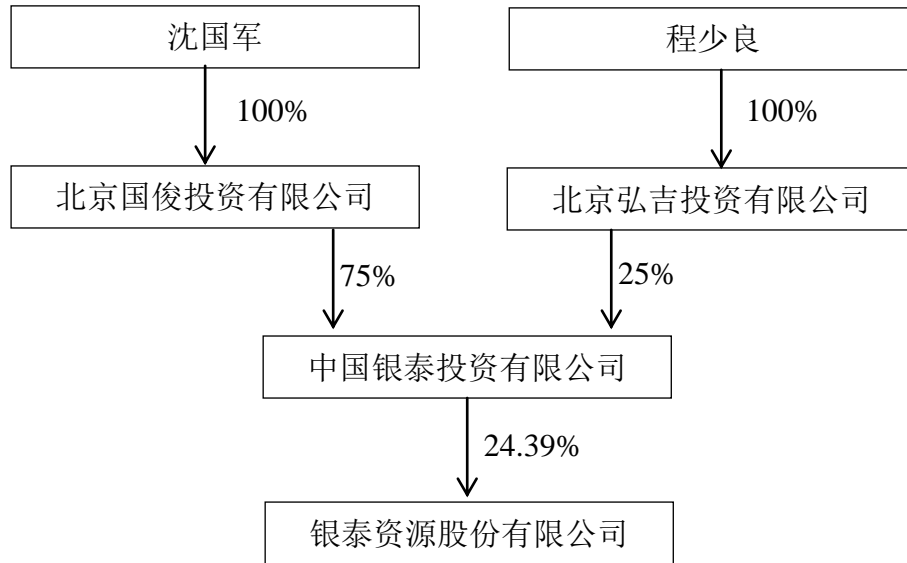 沈国军
程少良
100%
100%
北京国俊投资有限公司
北京弘吉投资有限公司
75%
25%
中国银泰投资有限公司
24.39%
银泰资源股份有限公司